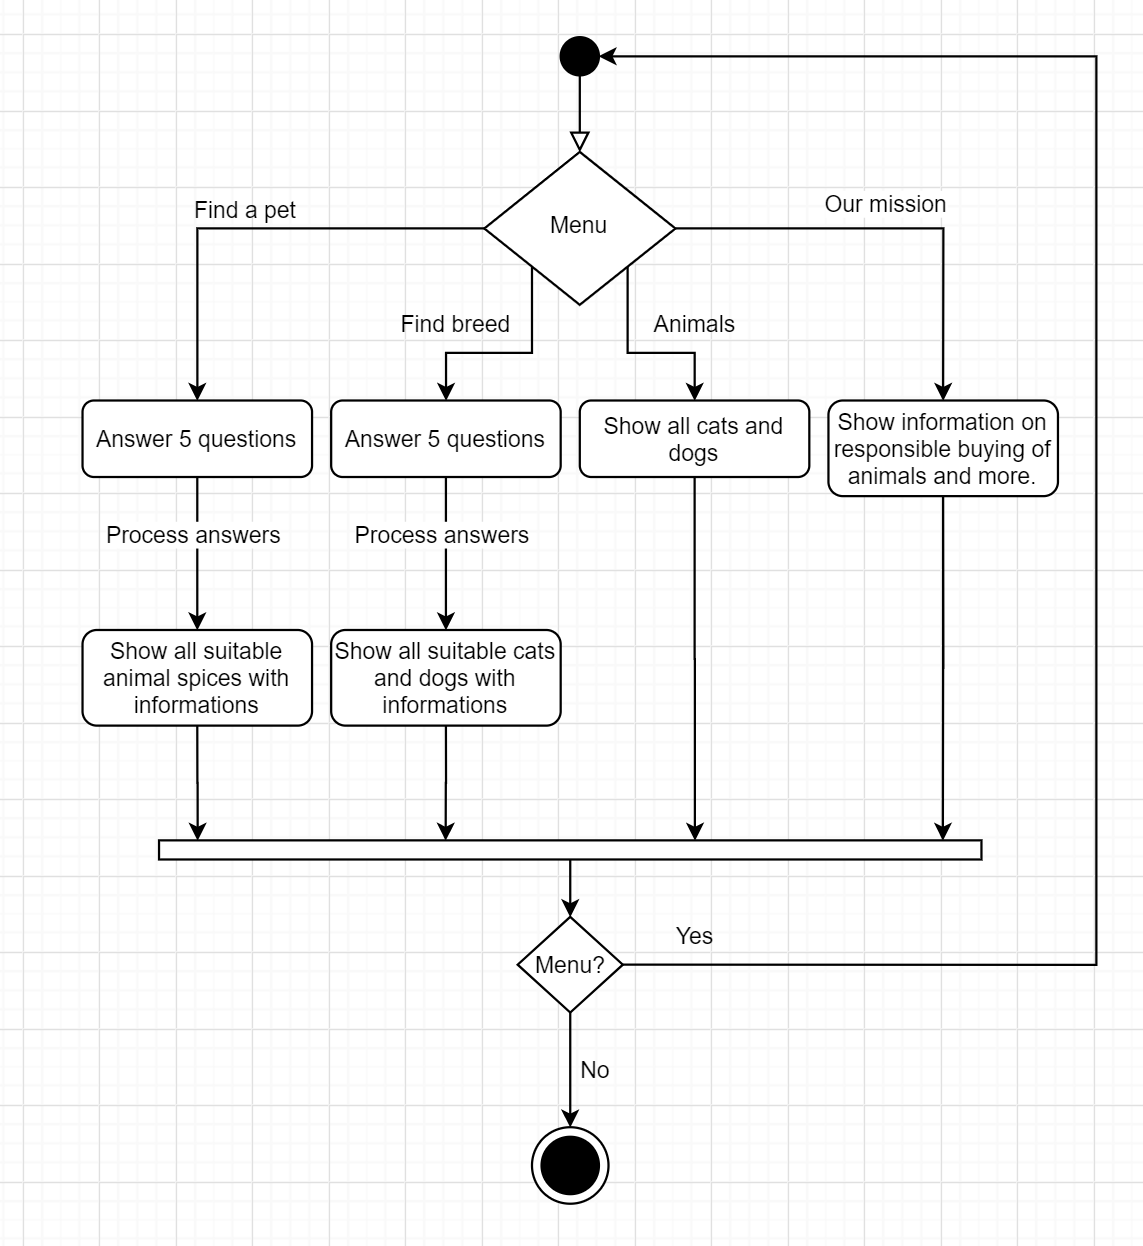 Find a pet
Menu
Our mission
Find breed
Animals
Answer 5 questions
Answer 5 questions
Show all cats and
dogs
Show information on
responsible buying of
animals and more.
Process answers
Process answers
Show all suitable
animal spices with
informations
Show all suitable cats
and dogs with
informations
Menu?
Yes
No